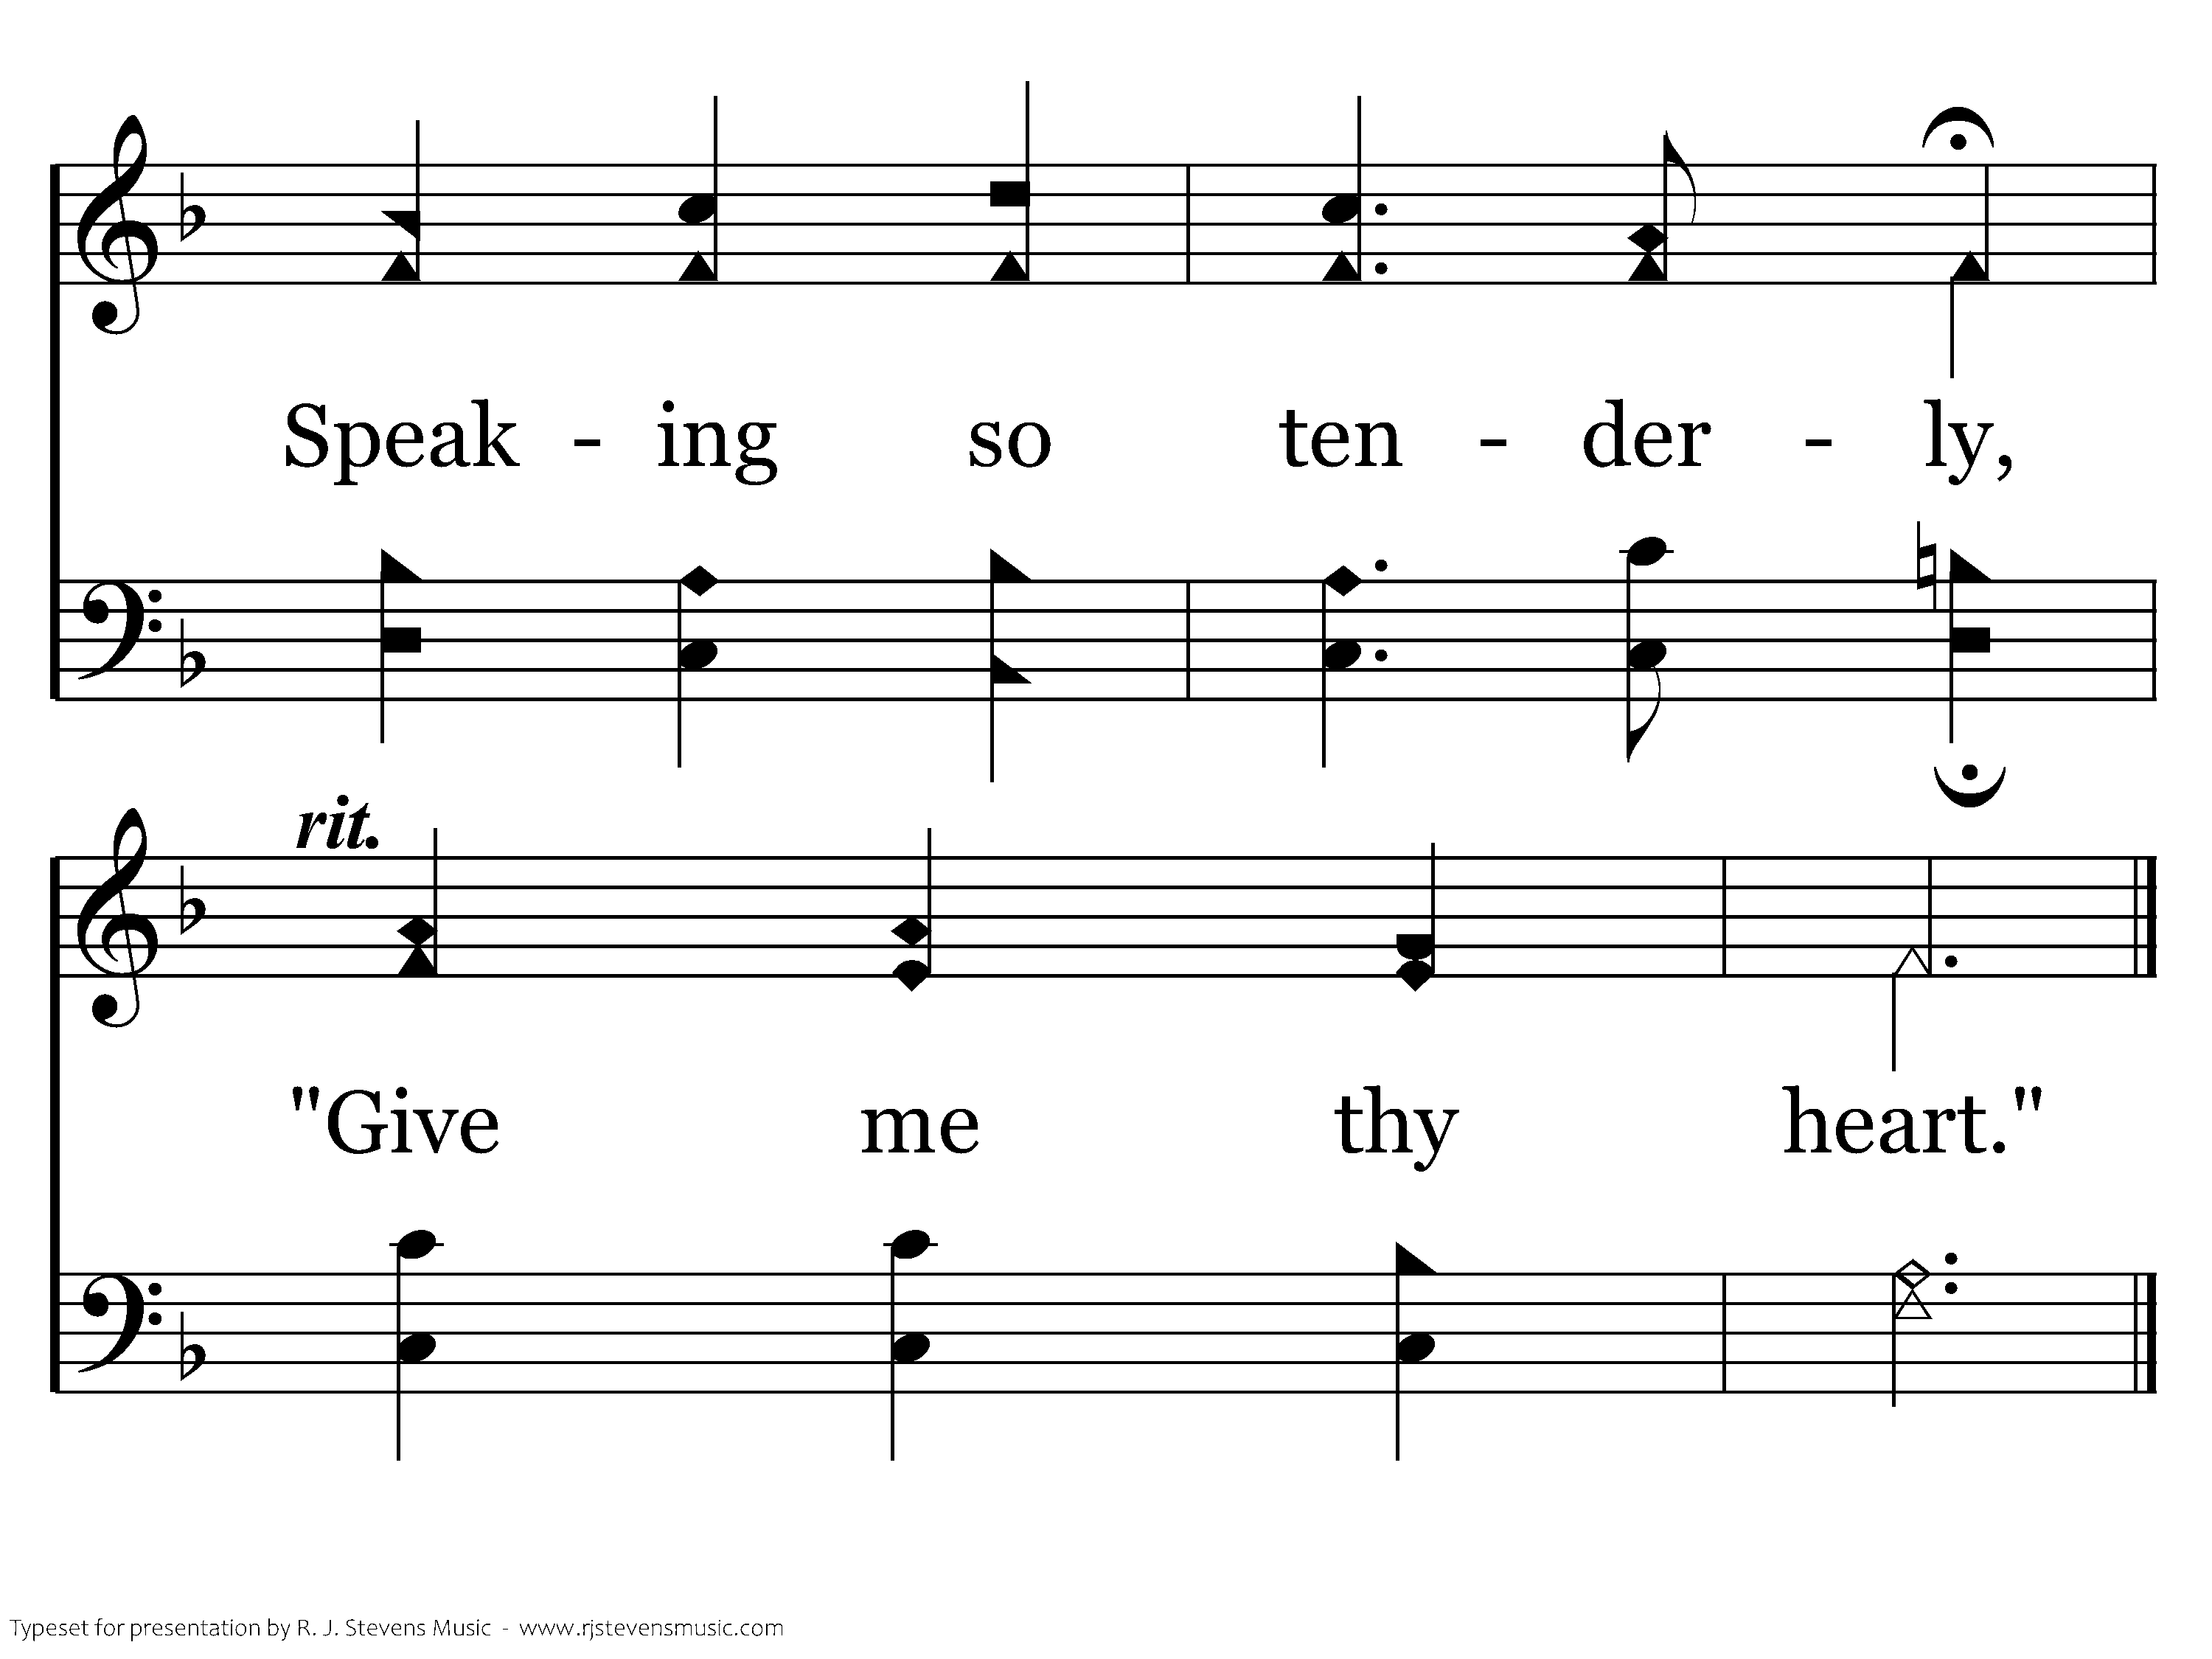 Speak - ing so ten - der - ly,
rit.
"Give me thy heart."
Typeset for presentation by R. J. Stevens Music - www.rjstevensmusic.com